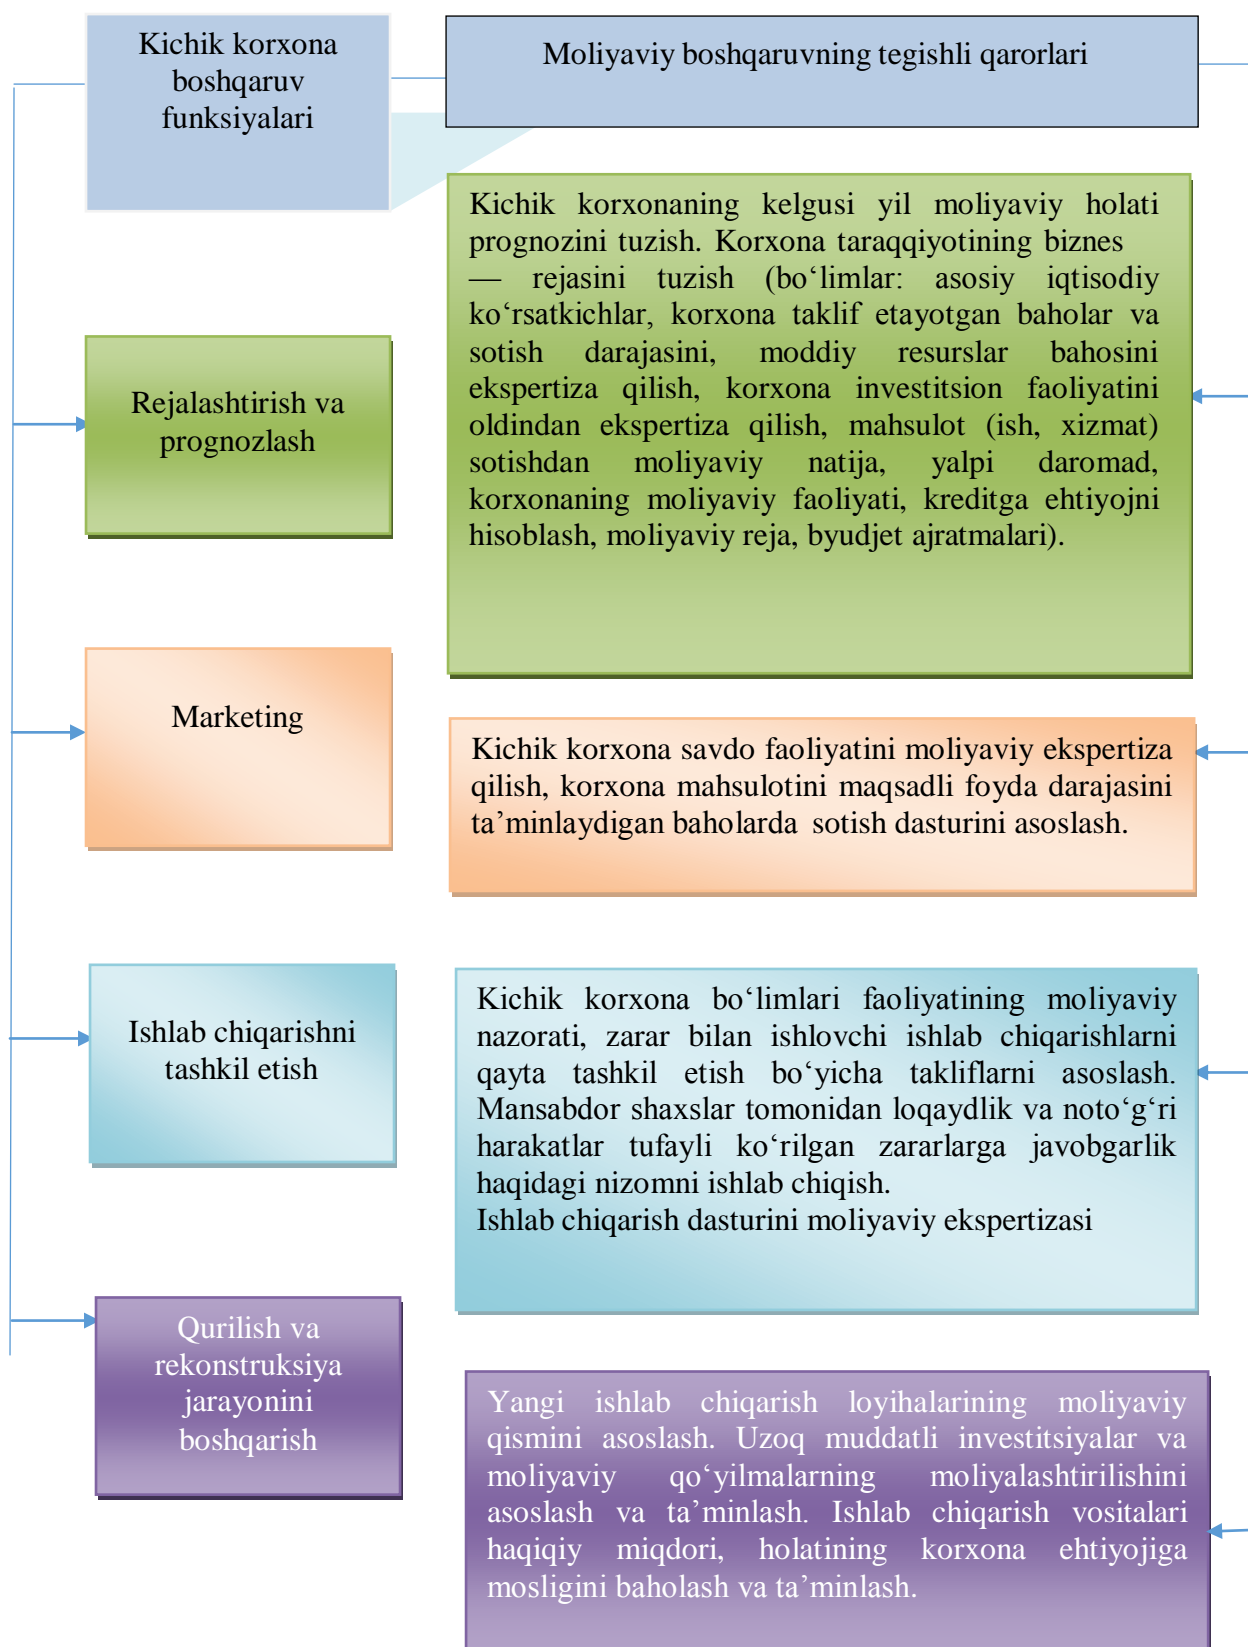 Kichik korxona
boshqaruv
funksiyalari
Moliyaviy boshqaruvning tegishli qarorlari
Rejalashtirish va
prognozlash
Kichik korxonaning kelgusi yil moliyaviy holati
prognozini tuzish. Korxona taraqqiyotining biznes
— rejasini tuzish (bo‘limlar: asosiy iqtisodiy
ko‘rsatkichlar, korxona taklif etayotgan baholar va
sotish darajasini, moddiy resurslar bahosini
ekspertiza qilish, korxona investitsion faoliyatini
oldindan ekspertiza qilish, mahsulot (ish, xizmat)
sotishdan moliyaviy natija, yalpi daromad,
korxonaning moliyaviy faoliyati, kreditga ehtiyojni
hisoblash, moliyaviy reja, byudjet ajratmalari).
Marketing
Kichik korxona savdo faoliyatini moliyaviy ekspertiza
qilish, korxona mahsulotini maqsadli foyda darajasini
ta’minlaydigan baholarda sotish dasturini asoslash.
Ishlab chiqarishni
tashkil etish
Kichik korxona bo‘limlari faoliyatining moliyaviy
nazorati, zarar bilan ishlovchi ishlab chiqarishlarni
qayta tashkil etish bo‘yicha takliflarni asoslash.
Mansabdor shaxslar tomonidan loqaydlik va noto‘g‘ri
harakatlar tufayli ko‘rilgan zararlarga javobgarlik
haqidagi nizomni ishlab chiqish.
Ishlab chiqarish dasturini moliyaviy ekspertizasi
Qurilish va
rekonstruksiya
jarayonini
boshqarish
Yangi ishlab chiqarish loyihalarining moliyaviy
qismini asoslash. Uzoq muddatli investitsiyalar va
moliyaviy qo‘yilmalarning moliyalashtirilishini
asoslash va ta’minlash. Ishlab chiqarish vositalari
haqiqiy miqdori, holatining korxona ehtiyojiga
mosligini baholash va ta’minlash.